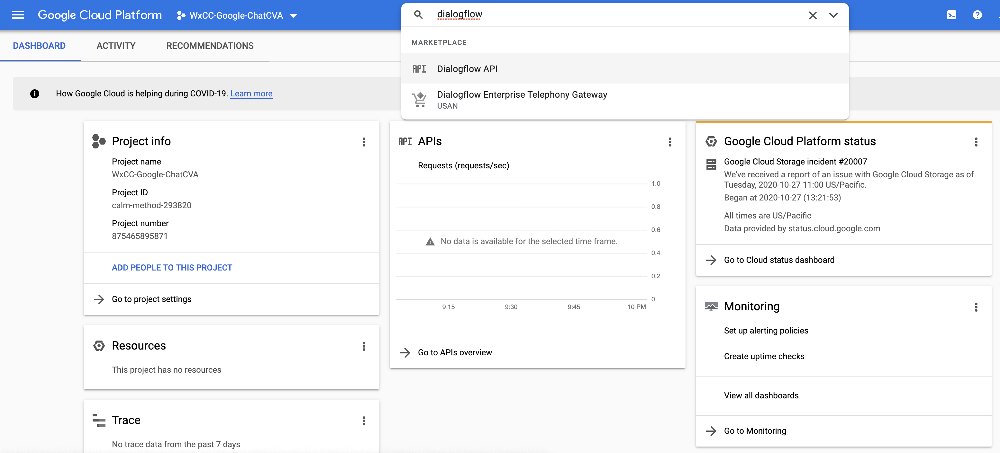 Google Cloud Platform
WxCC-Google-ChatCVA
dialogflow
MARKETPLACE
API Dialogflow API
Dialogflow Enterprise Telephony Gateway
USAN
DASHBOARD
ACTIVITY
RECOMMENDATIONS
How Google Cloud is helping during COVID-19. Learn more
Project info
Project name
WxCC-Google-ChatCVA
Project ID
calm-method-293820
Project number
875465895871
ADD PEOPLE TO THIS PROJECT
Go to project settings
Resources
This project has no resources
Trace
No trace data from the past 7 days
API APIs
Requests (requests/sec)
1.0
0.8
0.6
No data is available for the selected time frame.
0.4
0.2
0
9:15
9:30
9:45
10 PM
Go to APIs overview
Google Cloud Platform status
Google Cloud Storage incident #20007
We've received a report of an issue with Google Cloud Storage as of
Tuesday, 2020-10-27 11:00 US/Pacific.
Began at 2020-10-27 (13:21:53)
All times are US/Pacific
Data provided by status.cloud.google.com
Go to Cloud status dashboard
Monitoring
Set up alerting policies
Create uptime checks
View all dashboards
Go to Monitoring